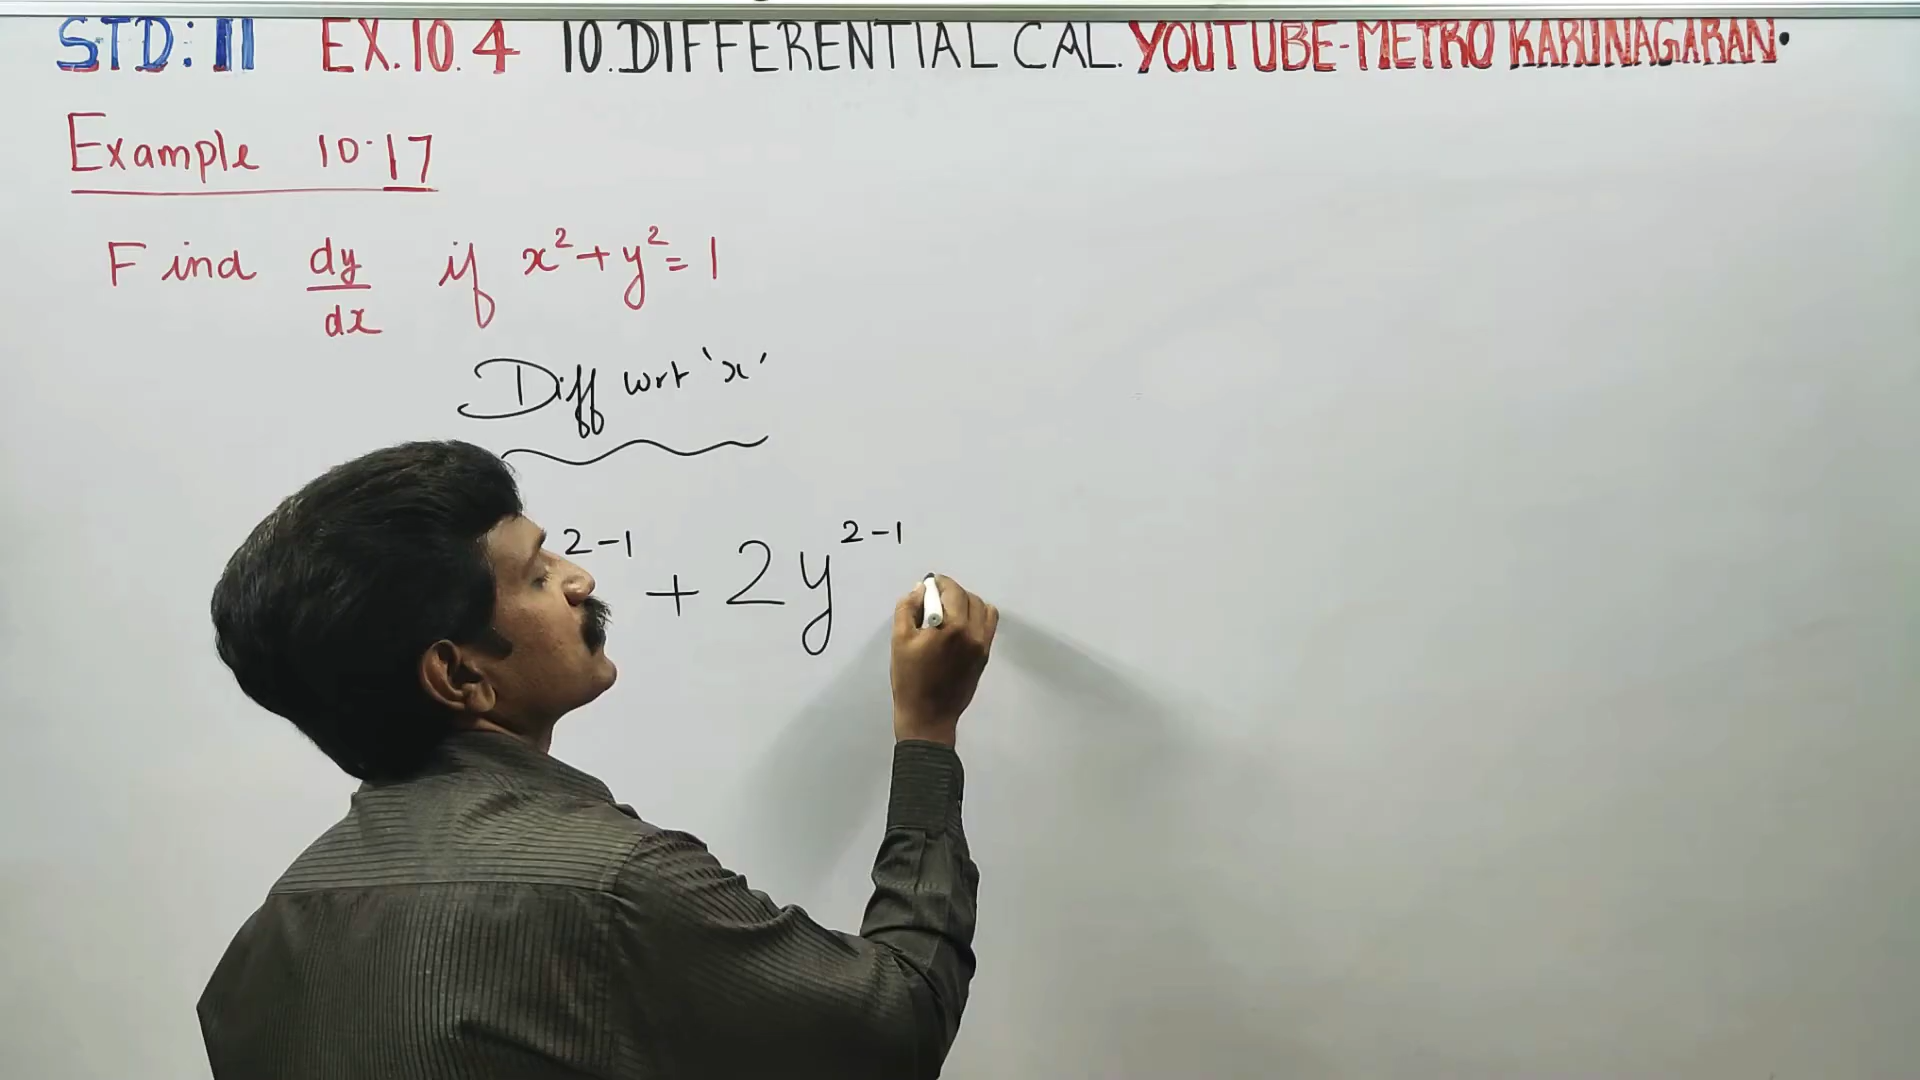 STD: 11 EX.10.4 10.DIFFERENTIAL CAL. YOUTUBE-METRO KARUNAGARAN.
Example 10.17
Find dy/dx if x² + y² = 1
Diff wrt 'x'
2-1 + 2y^2-1